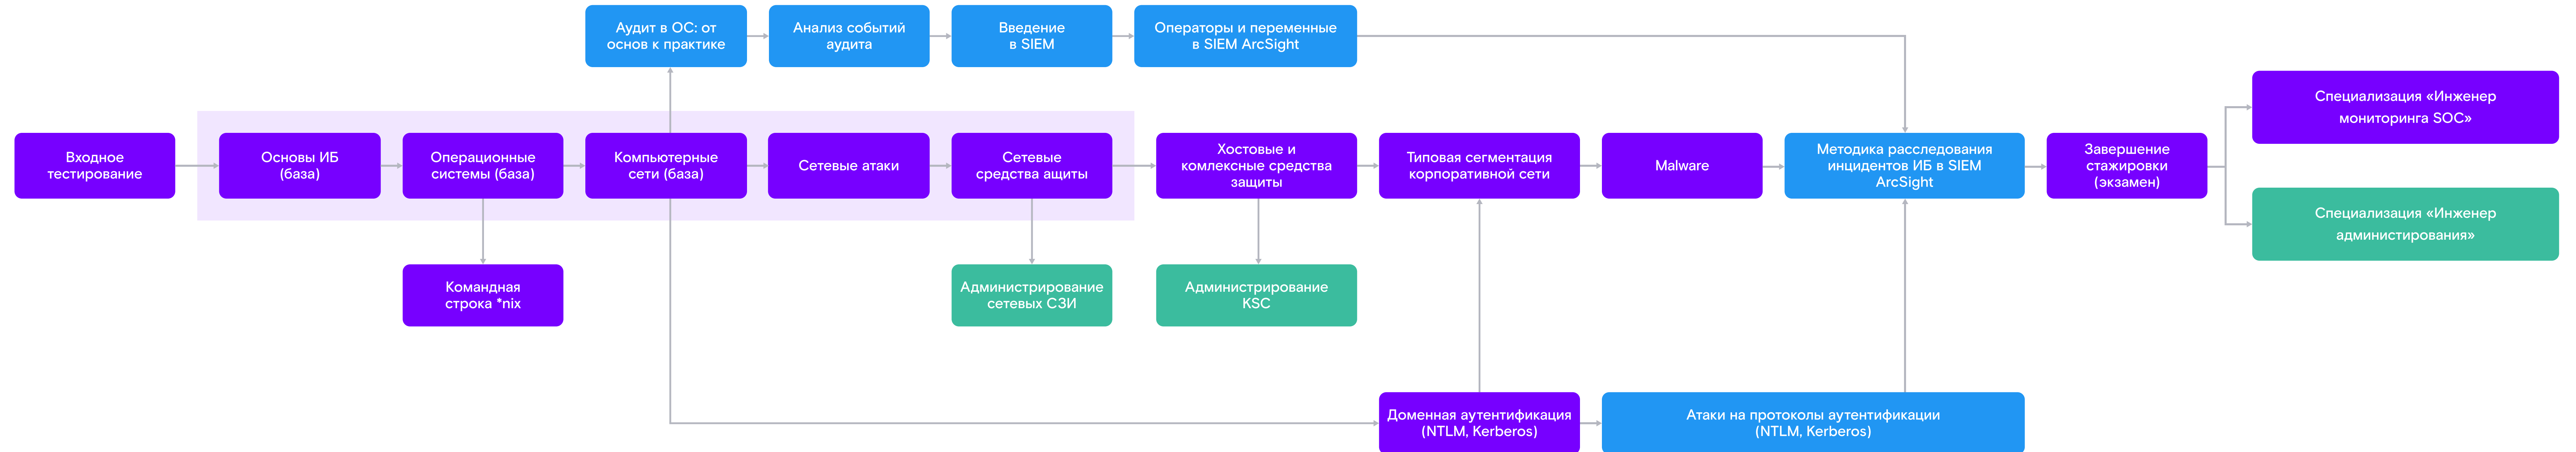 Аудит в ОС: от
основ к практике
Анализ событий
аудита
Введение
в SIEM
Операторы и переменные
в SIEM ArcSight
Входное
тестирование
Основы ИБ
(база)
Операционные
системы (база)
Компьютерные
сети (база)
Сетевые атаки
Сетевые
средства ащиты
Хостовые и
комлексные средства
защиты
Типовая сегментация
корпоративной сети
Malware
Методика расследования
инцидентов ИБ в SIEM
ArcSight
Завершение
стажировки
(экзамен)
Специализация «Инженер
мониторинга SOC»
Специализация «Инженер
администирования»
Командная
строка *nix
Администрирование
сетевых СЗИ
Администрирование
KSC
Доменная аутентификация
(NTLM, Kerberos)
Атаки на протоколы аутентификации
(NTLM, Kerberos)